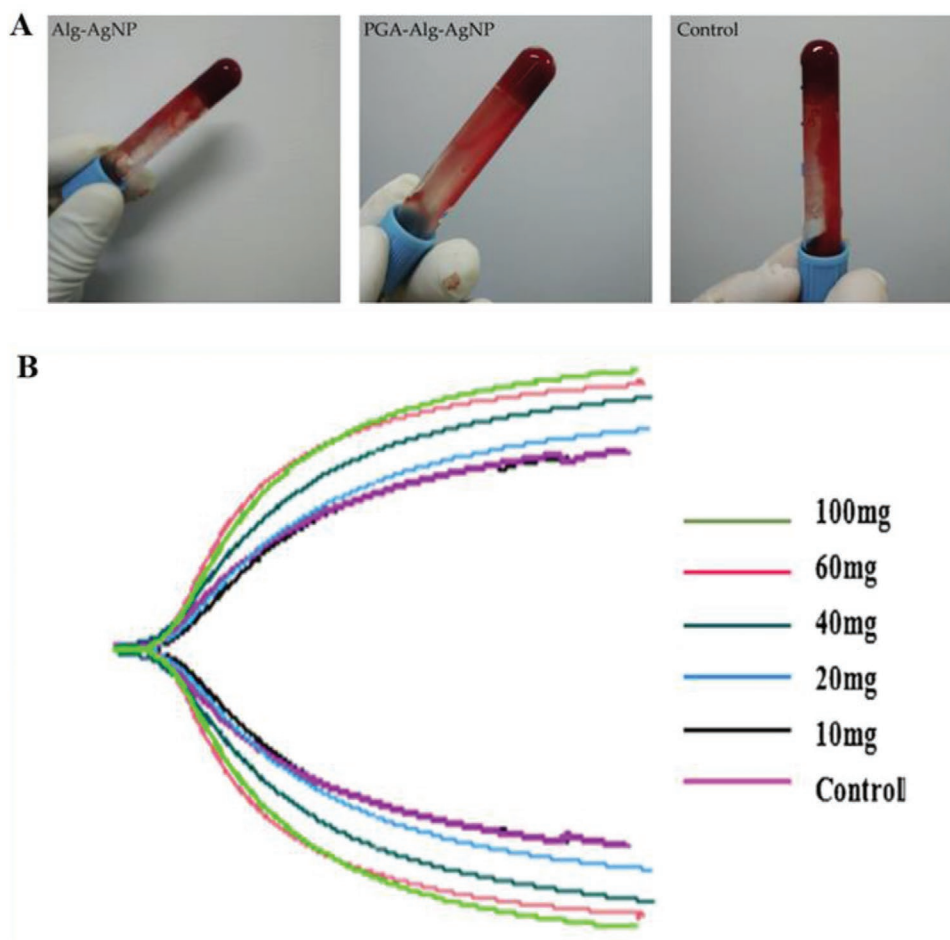 A
Alg-AgNP
PGA-Alg-AgNP
Control
B
100mg
60mg
40mg
20mg
10mg
Control